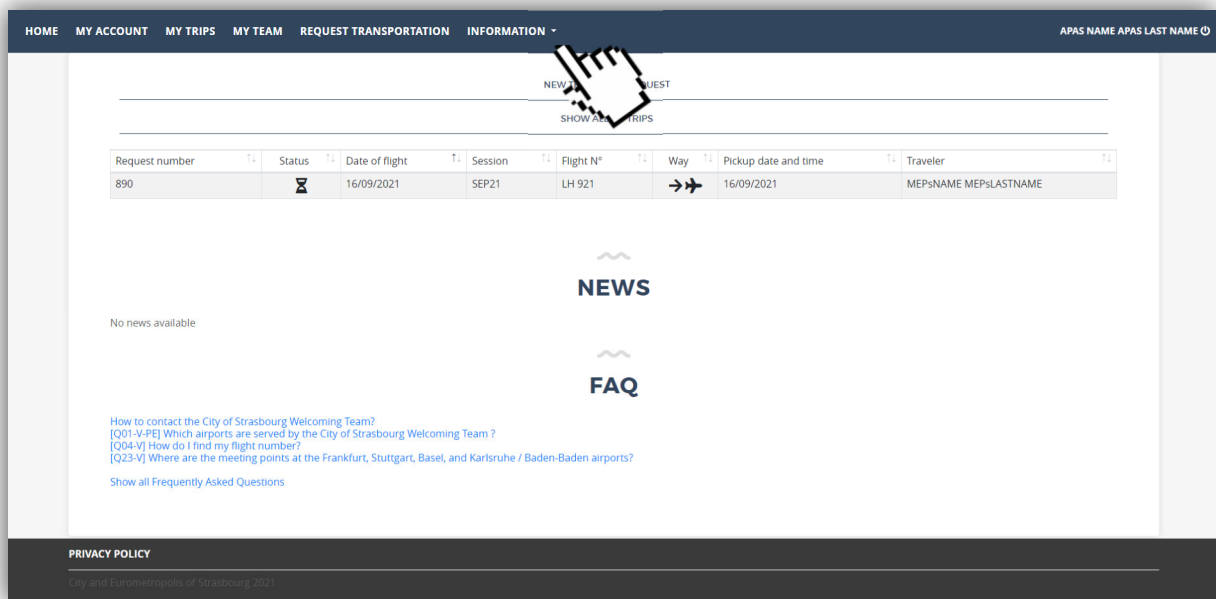 HOME MY ACCOUNT MY TRIPS MY TEAM REQUEST TRANSPORTATION INFORMATION APAS NAME APAS LAST NAME
NEW UEST
SHOW ALL TRIPS
Request number Status Date of flight Session Flight N° Way Pickup date and time Traveler
890 16/09/2021 SEP21 LH 921 16/09/2021 MEPsNAME MEPsLASTNAME
NEWS
No news available
FAQ
How to contact the City of Strasbourg Welcoming Team?
[Q01-V-PE] Which airports are served by the City of Strasbourg Welcoming Team ?
[Q04-V] How do I find my flight number?
[Q23-V] Where are the meeting points at the Frankfurt, Stuttgart, Basel, and Karlsruhe / Baden-Baden airports?
Show all Frequently Asked Questions
PRIVACY POLICY
City and Eurometropolis of Strasbourg 2021